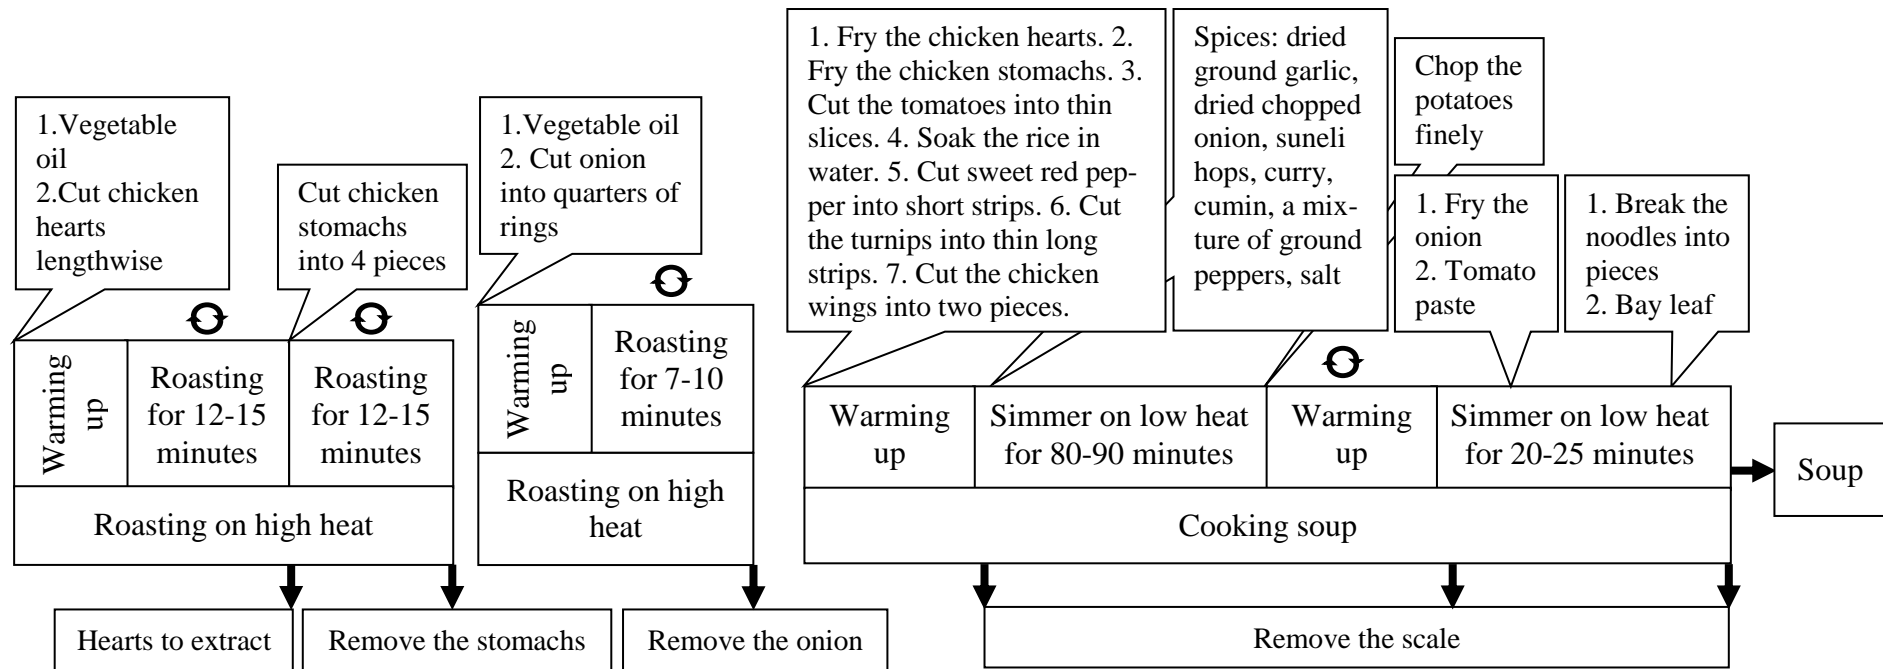 1.Vegetable
oil
2.Cut chicken
hearts
lengthwise
Cut chicken
stomachs
into 4 pieces
1.Vegetable oil
2. Cut onion
into quarters of
rings
1. Fry the chicken hearts. 2.
Fry the chicken stomachs. 3.
Cut the tomatoes into thin
slices. 4. Soak the rice in
water. 5. Cut sweet red pep-
per into short strips. 6. Cut
the turnips into thin long
strips. 7. Cut the chicken
wings into two pieces.
Spices: dried
ground garlic,
dried chopped
onion, suneli
hops, curry,
cumin, a mix-
ture of ground
peppers, salt
Chop the
potatoes
finely
1. Fry the
onion
2. Tomato
paste
1. Break the
noodles into
pieces
2. Bay leaf
Warming
up
Roasting
for 12-15
minutes
Roasting
for 12-15
minutes
Roasting on high heat
Warming
up
Roasting
for 7-10
minutes
Roasting on high
heat
Warming
up
Simmer on low heat
for 80-90 minutes
Warming
up
Simmer on low heat
for 20-25 minutes
Cooking soup
Soup
Hearts to extract
Remove the stomachs
Remove the onion
Remove the scale